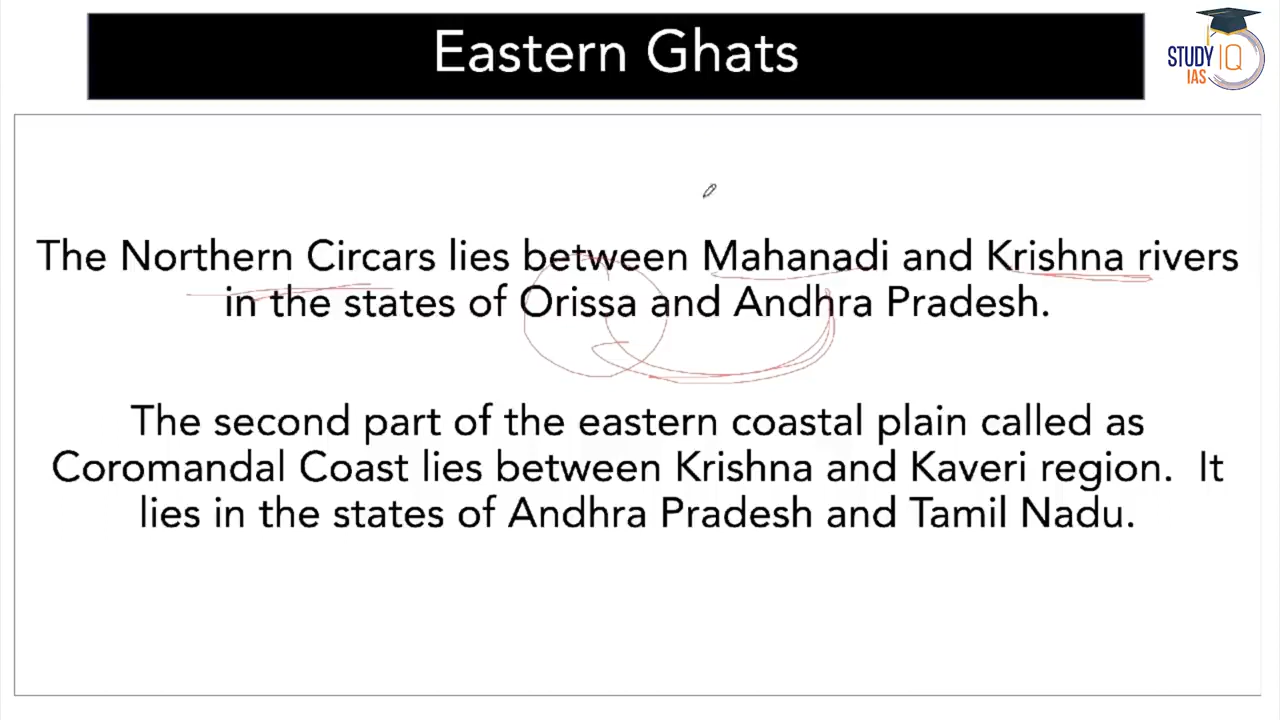 Eastern Ghats
STUDY IQ
IAS
The Northern Circars lies between Mahanadi and Krishna rivers
in the states of Orissa and Andhra Pradesh.
The second part of the eastern coastal plain called as
Coromandal Coast lies between Krishna and Kaveri region. It
lies in the states of Andhra Pradesh and Tamil Nadu.